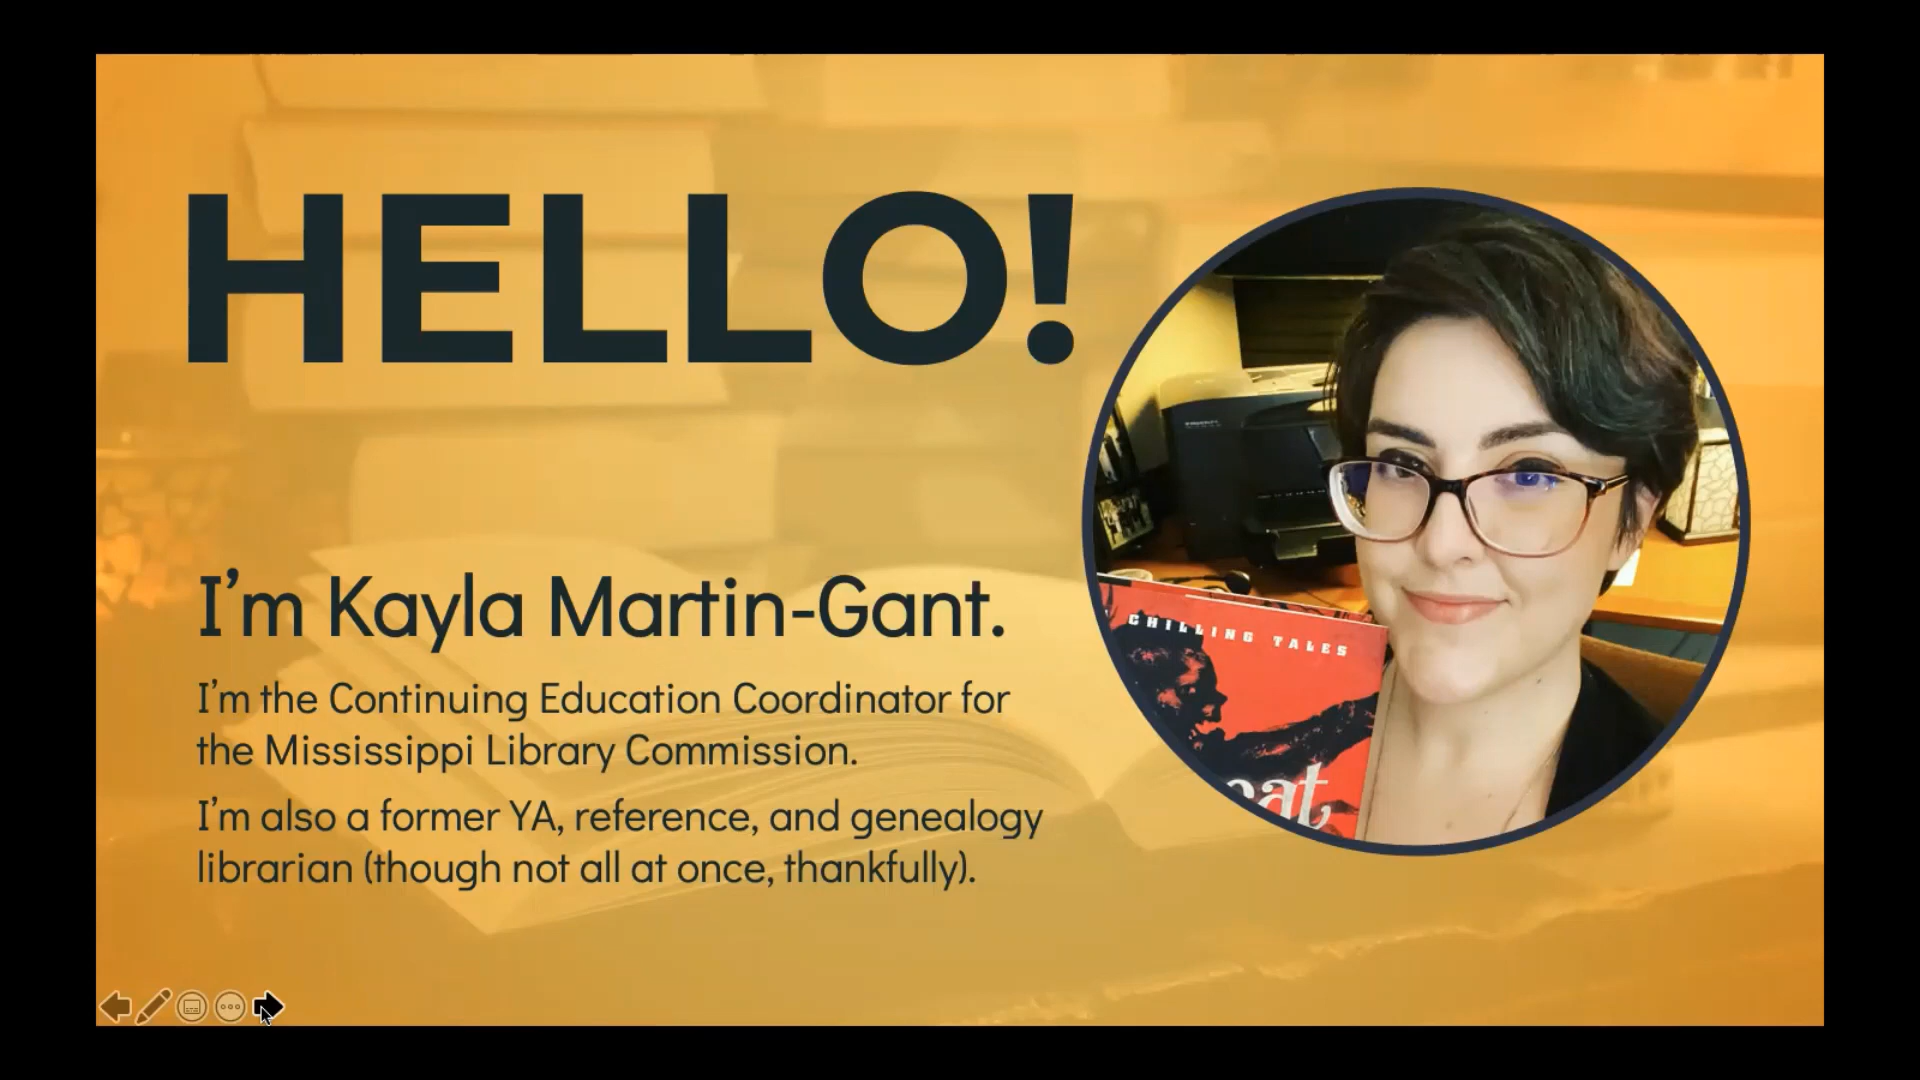 HELLO!
I'm Kayla Martin-Gant.
I'm the Continuing Education Coordinator for
the Mississippi Library Commission.
I'm also a former YA, reference, and genealogy
librarian (though not all at once, thankfully).
CHILLING TALES